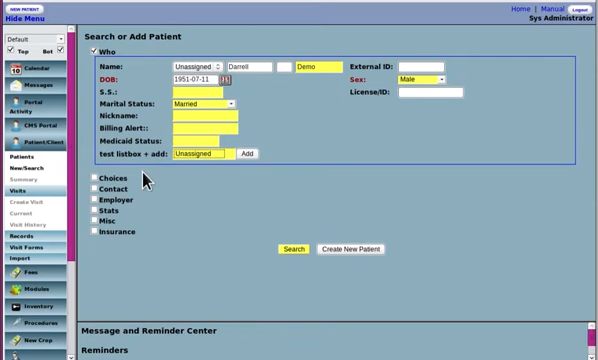 NEW PATIENT
Home | Manual Logout
Hide Menu
Sys Administrator
Default
Top Bot
Calendar
Messages
Portal
Activity
CMS Portal
Patient/Client
Patients
New/Search
Summary
Visits
Create Visit
Current
Visit History
Records
Visit Forms
Import
Fees
Modules
Inventory
Procedures
New Crop
Search or Add Patient
Who
Name: Unassigned Darrell Demo External ID:
DOB: 1951-07-11 Sex: Male
S.S.: License/ID:
Marital Status: Married
Nickname:
Billing Alert::
Medicaid Status:
test listbox + add: Unassigned Add
Choices
Contact
Employer
Stats
Misc
Insurance
Search Create New Patient
Message and Reminder Center
Reminders